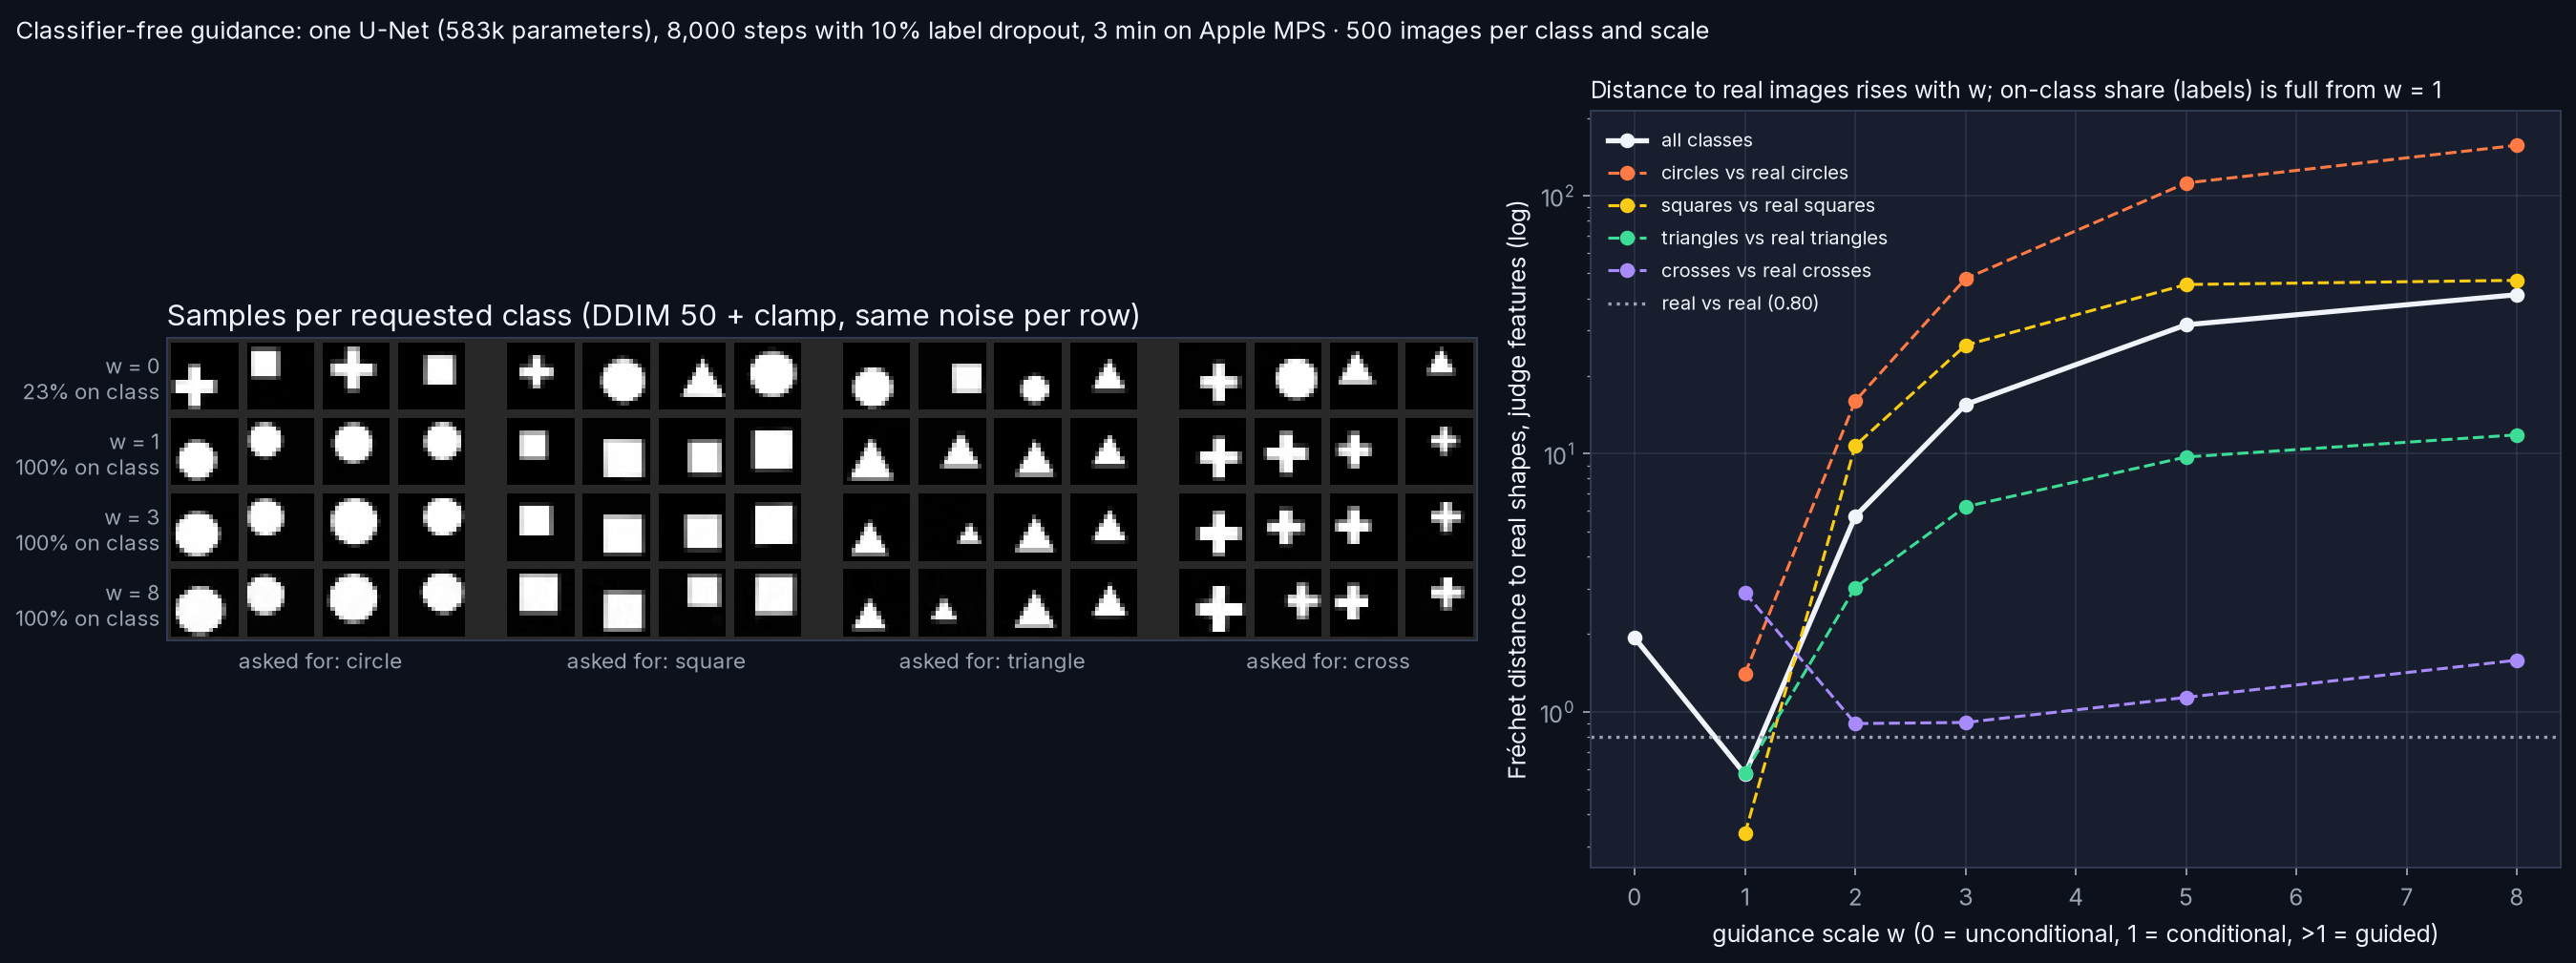 Classifier-free guidance: one U-Net (583k parameters), 8,000 steps with 10% label dropout, 3 min on Apple MPS · 500 images per class and scale
Samples per requested class (DDIM 50 + clamp, same noise per row)
w = 0
23% on class
w = 1
100% on class
w = 3
100% on class
w = 8
100% on class
asked for: circle
asked for: square
asked for: triangle
asked for: cross
Distance to real images rises with w; on-class share (labels) is full from w = 1
all classes
circles vs real circles
squares vs real squares
triangles vs real triangles
crosses vs real crosses
real vs real (0.80)
Fréchet distance to real shapes, judge features (log)
10²
10¹
10⁰
0 1 2 3 4 5 6 7 8
guidance scale w (0 = unconditional, 1 = conditional, >1 = guided)